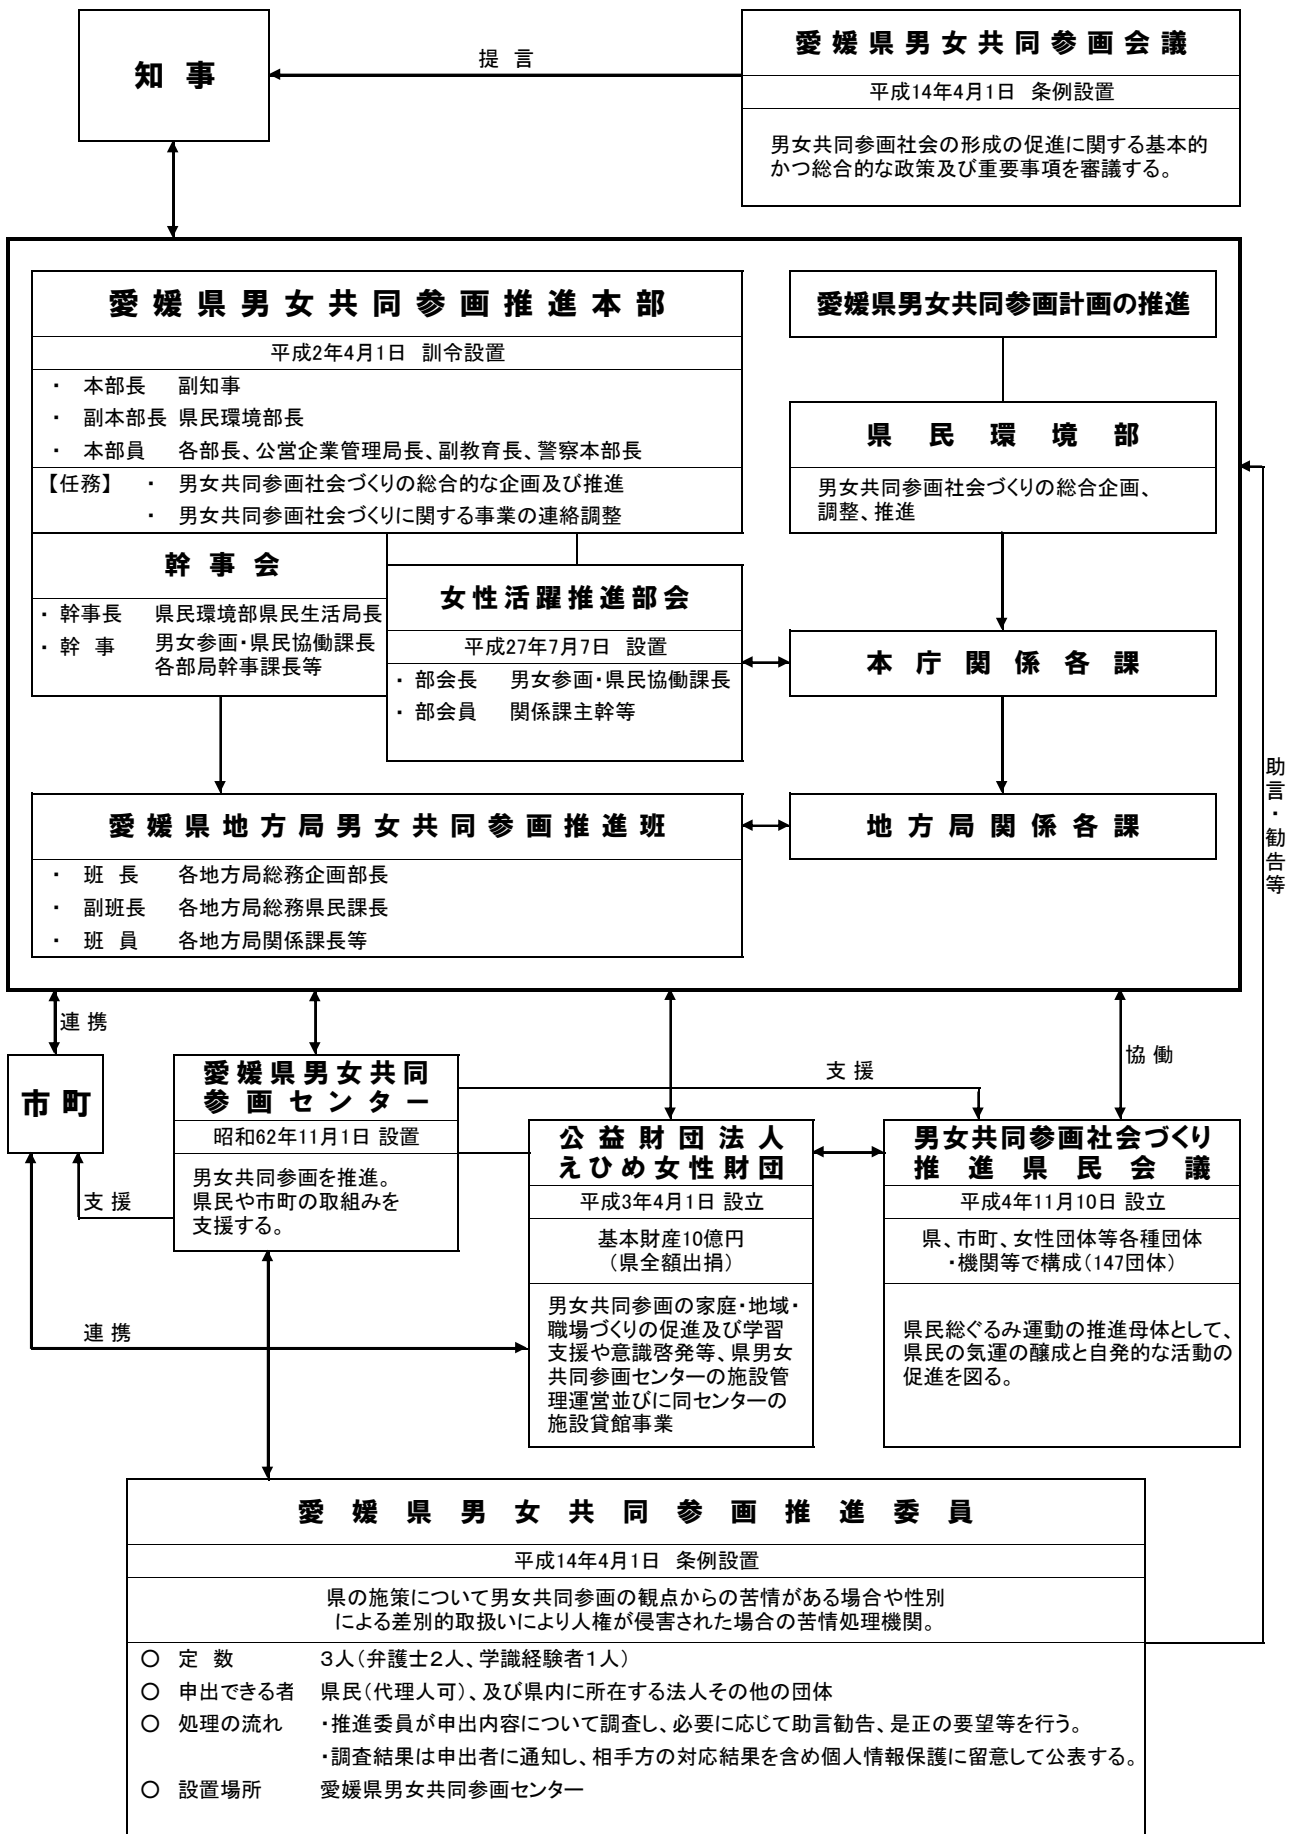 知事
提言
愛媛県男女共同参画会議
平成14年4月1日 条例設置
男女共同参画社会の形成の促進に関する基本的
かつ総合的な政策及び重要事項を審議する。
愛媛県男女共同参画推進本部
平成2年4月1日 訓令設置
・ 本部長 副知事
・ 副本部長 県民環境部長
・ 本部員 各部長、公営企業管理局長、副教育長、警察本部長
【任務】 ・ 男女共同参画社会づくりの総合的な企画及び推進
・ 男女共同参画社会づくりに関する事業の連絡調整
愛媛県男女共同参画計画の推進
県民環境部
男女共同参画社会づくりの総合企画、
調整、推進
幹事会
・ 幹事長 県民環境部県民生活局長
・ 幹事 男女参画・県民協働課長
各部局幹事課長等
女性活躍推進部会
平成27年7月7日 設置
・ 部会長 男女参画・県民協働課長
・ 部会員 関係課主幹等
本庁関係各課
愛媛県地方局男女共同参画推進班
・ 班長 各地方局総務企画部長
・ 副班長 各地方局総務県民課長
・ 班員 各地方局関係課長等
地方局関係各課
助言・勧告等
連携
市町
愛媛県男女共同
参画センター
昭和62年11月1日 設置
男女共同参画を推進。
県民や市町の取組みを
支援する。
支援
協働
支援
公益財団法人
えひめ女性財団
平成3年4月1日 設立
基本財産10億円
（県全額出捐）
男女共同参画の家庭・地域・
職場づくりの促進及び学習
支援や意識啓発等、県男女
共同参画センターの施設管
理運営並びに同センターの
施設貸館事業
男女共同参画社会づくり
推進県民会議
平成4年11月10日 設立
県、市町、女性団体等各種団体
・機関等で構成（147団体）
県民総ぐるみ運動の推進母体として、
県民の気運の醸成と自発的な活動の
促進を図る。
連携
愛媛県男女共同参画推進委員
平成14年4月1日 条例設置
県の施策について男女共同参画の観点からの苦情がある場合や性別
による差別的取扱いにより人権が侵害された場合の苦情処理機関。
○ 定数 3人（弁護士2人、学識経験者1人）
○ 申出できる者 県民（代理人可）、及び県内に所在する法人その他の団体
○ 処理の流れ ・推進委員が申出内容について調査し、必要に応じて助言勧告、是正の要望等を行う。
・調査結果は申出者に通知し、相手方の対応結果を含め個人情報保護に留意して公表する。
○ 設置場所 愛媛県男女共同参画センター